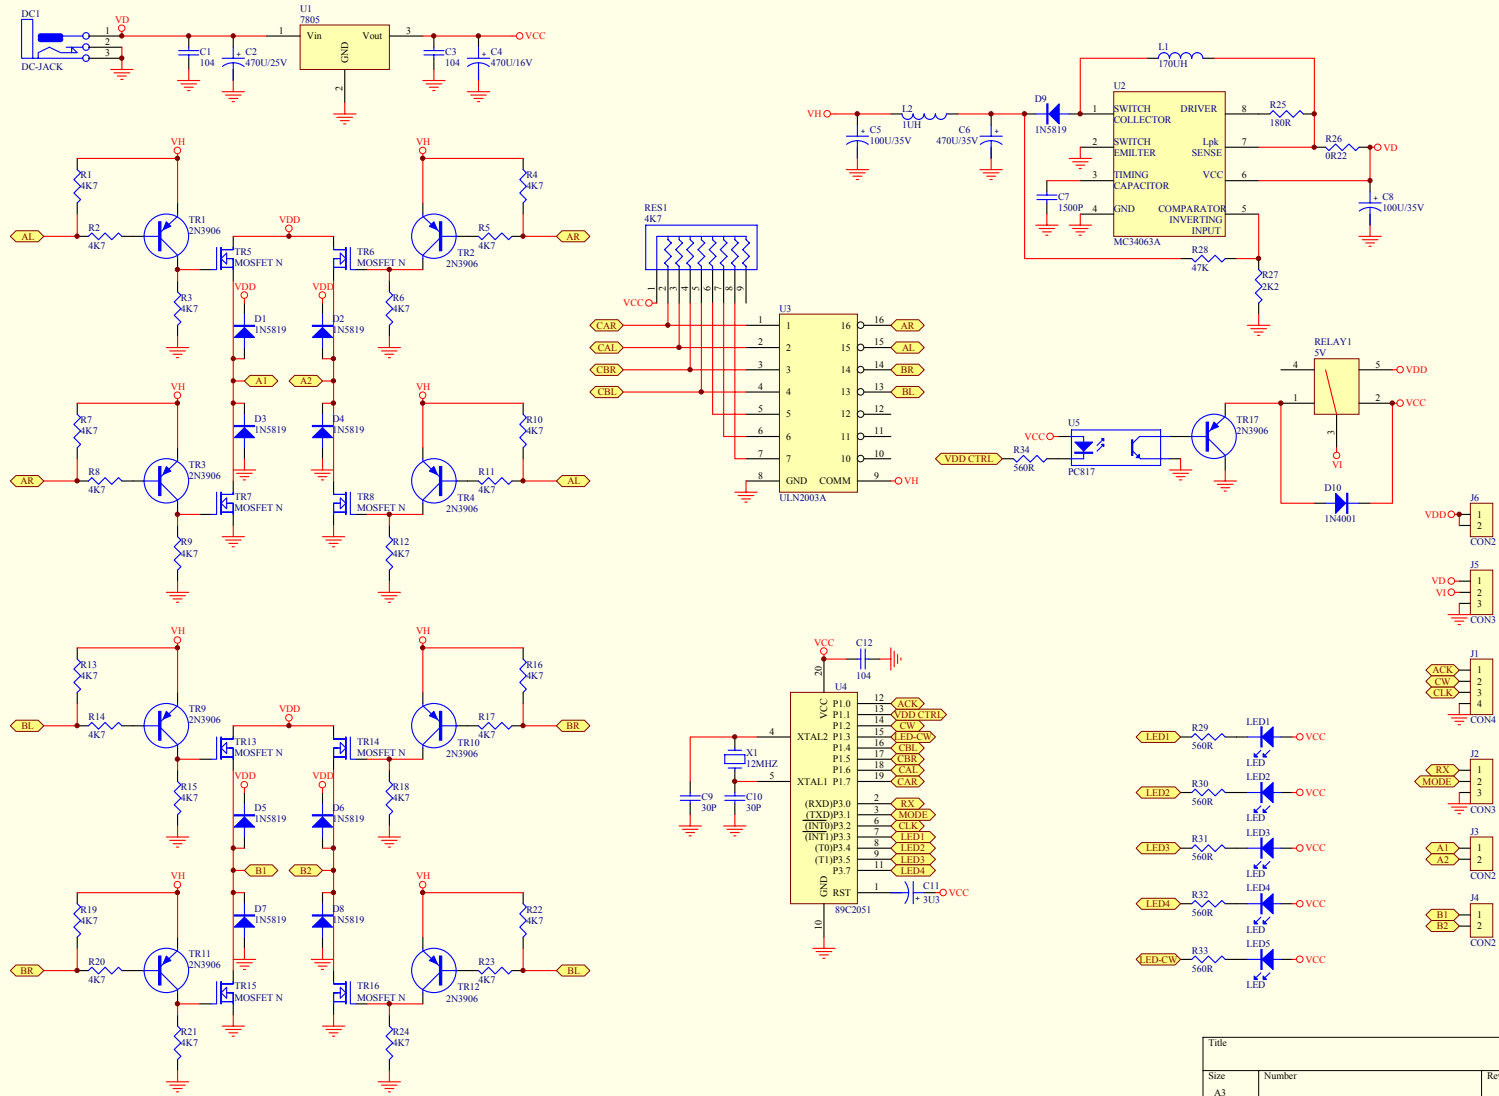 DC1
DC-JACK
1
2
3
VD
C1
104
C2
470U/25V
U1
7805
1
Vin
Vout
3
GND
2
C3
104
C4
470U/16V
VCC
VH
R1
4K7
AL
R2
4K7
TR1
2N3906
R3
4K7
TR5
MOSFET N
VDD
TR6
MOSFET N
VH
R4
4K7
TR2
2N3906
R5
4K7
AR
R6
4K7
VDD
D1
1N5819
VDD
D2
1N5819
A1
A2
VH
R7
4K7
AR
R8
4K7
TR3
2N3906
R9
4K7
D3
1N5819
D4
1N5819
TR7
MOSFET N
TR8
MOSFET N
VH
R10
4K7
TR4
2N3906
R11
4K7
AL
R12
4K7
VH
R13
4K7
BL
R14
4K7
TR9
2N3906
R15
4K7
TR13
MOSFET N
VDD
TR14
MOSFET N
VH
R16
4K7
TR10
2N3906
R17
4K7
BR
R18
4K7
VDD
D5
1N5819
VDD
D6
1N5819
B1
B2
VH
R19
4K7
BR
R20
4K7
TR11
2N3906
R21
4K7
D7
1N5819
D8
1N5819
TR15
MOSFET N
TR16
MOSFET N
VH
R22
4K7
TR12
2N3906
R23
4K7
BL
R24
4K7
RES1
4K7
1
2
3
4
5
6
7
8
9
VCC
CAR
CAL
CBR
CBL
U3
1 1 16 16 AR
2 2 15 15 AL
3 3 14 14 BR
4 4 13 13 BL
5 5 12 12
6 6 11 11
7 7 10 10
8 GND COMM 9 VH
ULN2003A
VH
C5
100U/35V
L2
1UH
C6
470U/35V
D9
1N5819
L1
170UH
U2
1 SWITCH COLLECTOR DRIVER 8
2 SWITCH EMILTER Lpk SENSE 7
3 TIMING CAPACITOR VCC 6
4 GND COMPARATOR INVERTING INPUT 5
MC34063A
C7
1500P
R25
180R
R26
0R22
VD
C8
100U/35V
R28
47K
R27
2K2
RELAY1
5V
4
5
VDD
1
2
VCC
3
VI
TR17
2N3906
D10
1N4001
U5
PC817
VCC
VDD CTRL
R34
560R
J6
VDD
1
2
CON2
J5
VD
VI
1
2
3
CON3
J1
ACK
CW
CLK
1
2
3
4
CON4
J2
RX
MODE
1
2
3
CON3
J3
A1
A2
1
2
CON2
J4
B1
B2
1
2
CON2
VCC
C12
104
20
U4
VCC
P1.0 12 ACK
P1.1 13 VDD CTRL
P1.2 14 CW
P1.3 15 LED-CW
P1.4 16 CBL
P1.5 17 CBR
P1.6 18 CAL
P1.7 19 CAR
4 XTAL2
5 XTAL1
X1
12MHZ
C9
30P
C10
30P
(RXD)P3.0 2 RX
(TXD)P3.1 3 MODE
(INT0)P3.2 6 CLK
(INT1)P3.3 7 LED1
(T0)P3.4 8 LED2
(T1)P3.5 9 LED3
P3.7 11 LED4
GND
RST 1
C11
3U3
VCC
10
89C2051
LED1
R29
560R
LED1
LED
VCC
LED2
R30
560R
LED2
LED
VCC
LED3
R31
560R
LED3
LED
VCC
LED4
R32
560R
LED4
LED
VCC
LED-CW
R33
560R
LED5
LED
VCC
Title
Size
A3
Number
Re